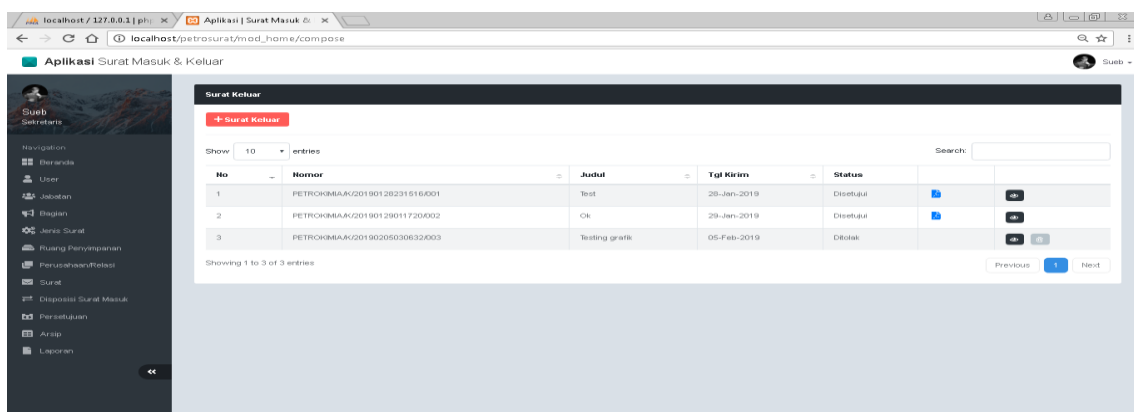 localhost / 127.0.0.1 | php
Aplikasi | Surat Masuk &
localhost/petrosurat/mod_home/compose
Aplikasi Surat Masuk & Keluar
Sueb
Sueb
Sekretaris
Navigation
Beranda
User
Jabatan
Bagian
Jenis Surat
Ruang Penyimpanan
Perusahaan/Relasi
Surat
Disposisi Surat Masuk
Persetujuan
Arsip
Laporan
Surat Keluar
+ Surat Keluar
Show 10 entries
Search:
No Nomor Judul Tgl Kirim Status
1 PETROKIMIA/K/20190128231516/001 Test 28-Jan-2019 Disetujui
2 PETROKIMIA/K/20190129011720/002 Ok 29-Jan-2019 Disetujui
3 PETROKIMIA/K/20190205030632/003 Testing grafik 05-Feb-2019 Ditolak
Showing 1 to 3 of 3 entries
Previous 1 Next